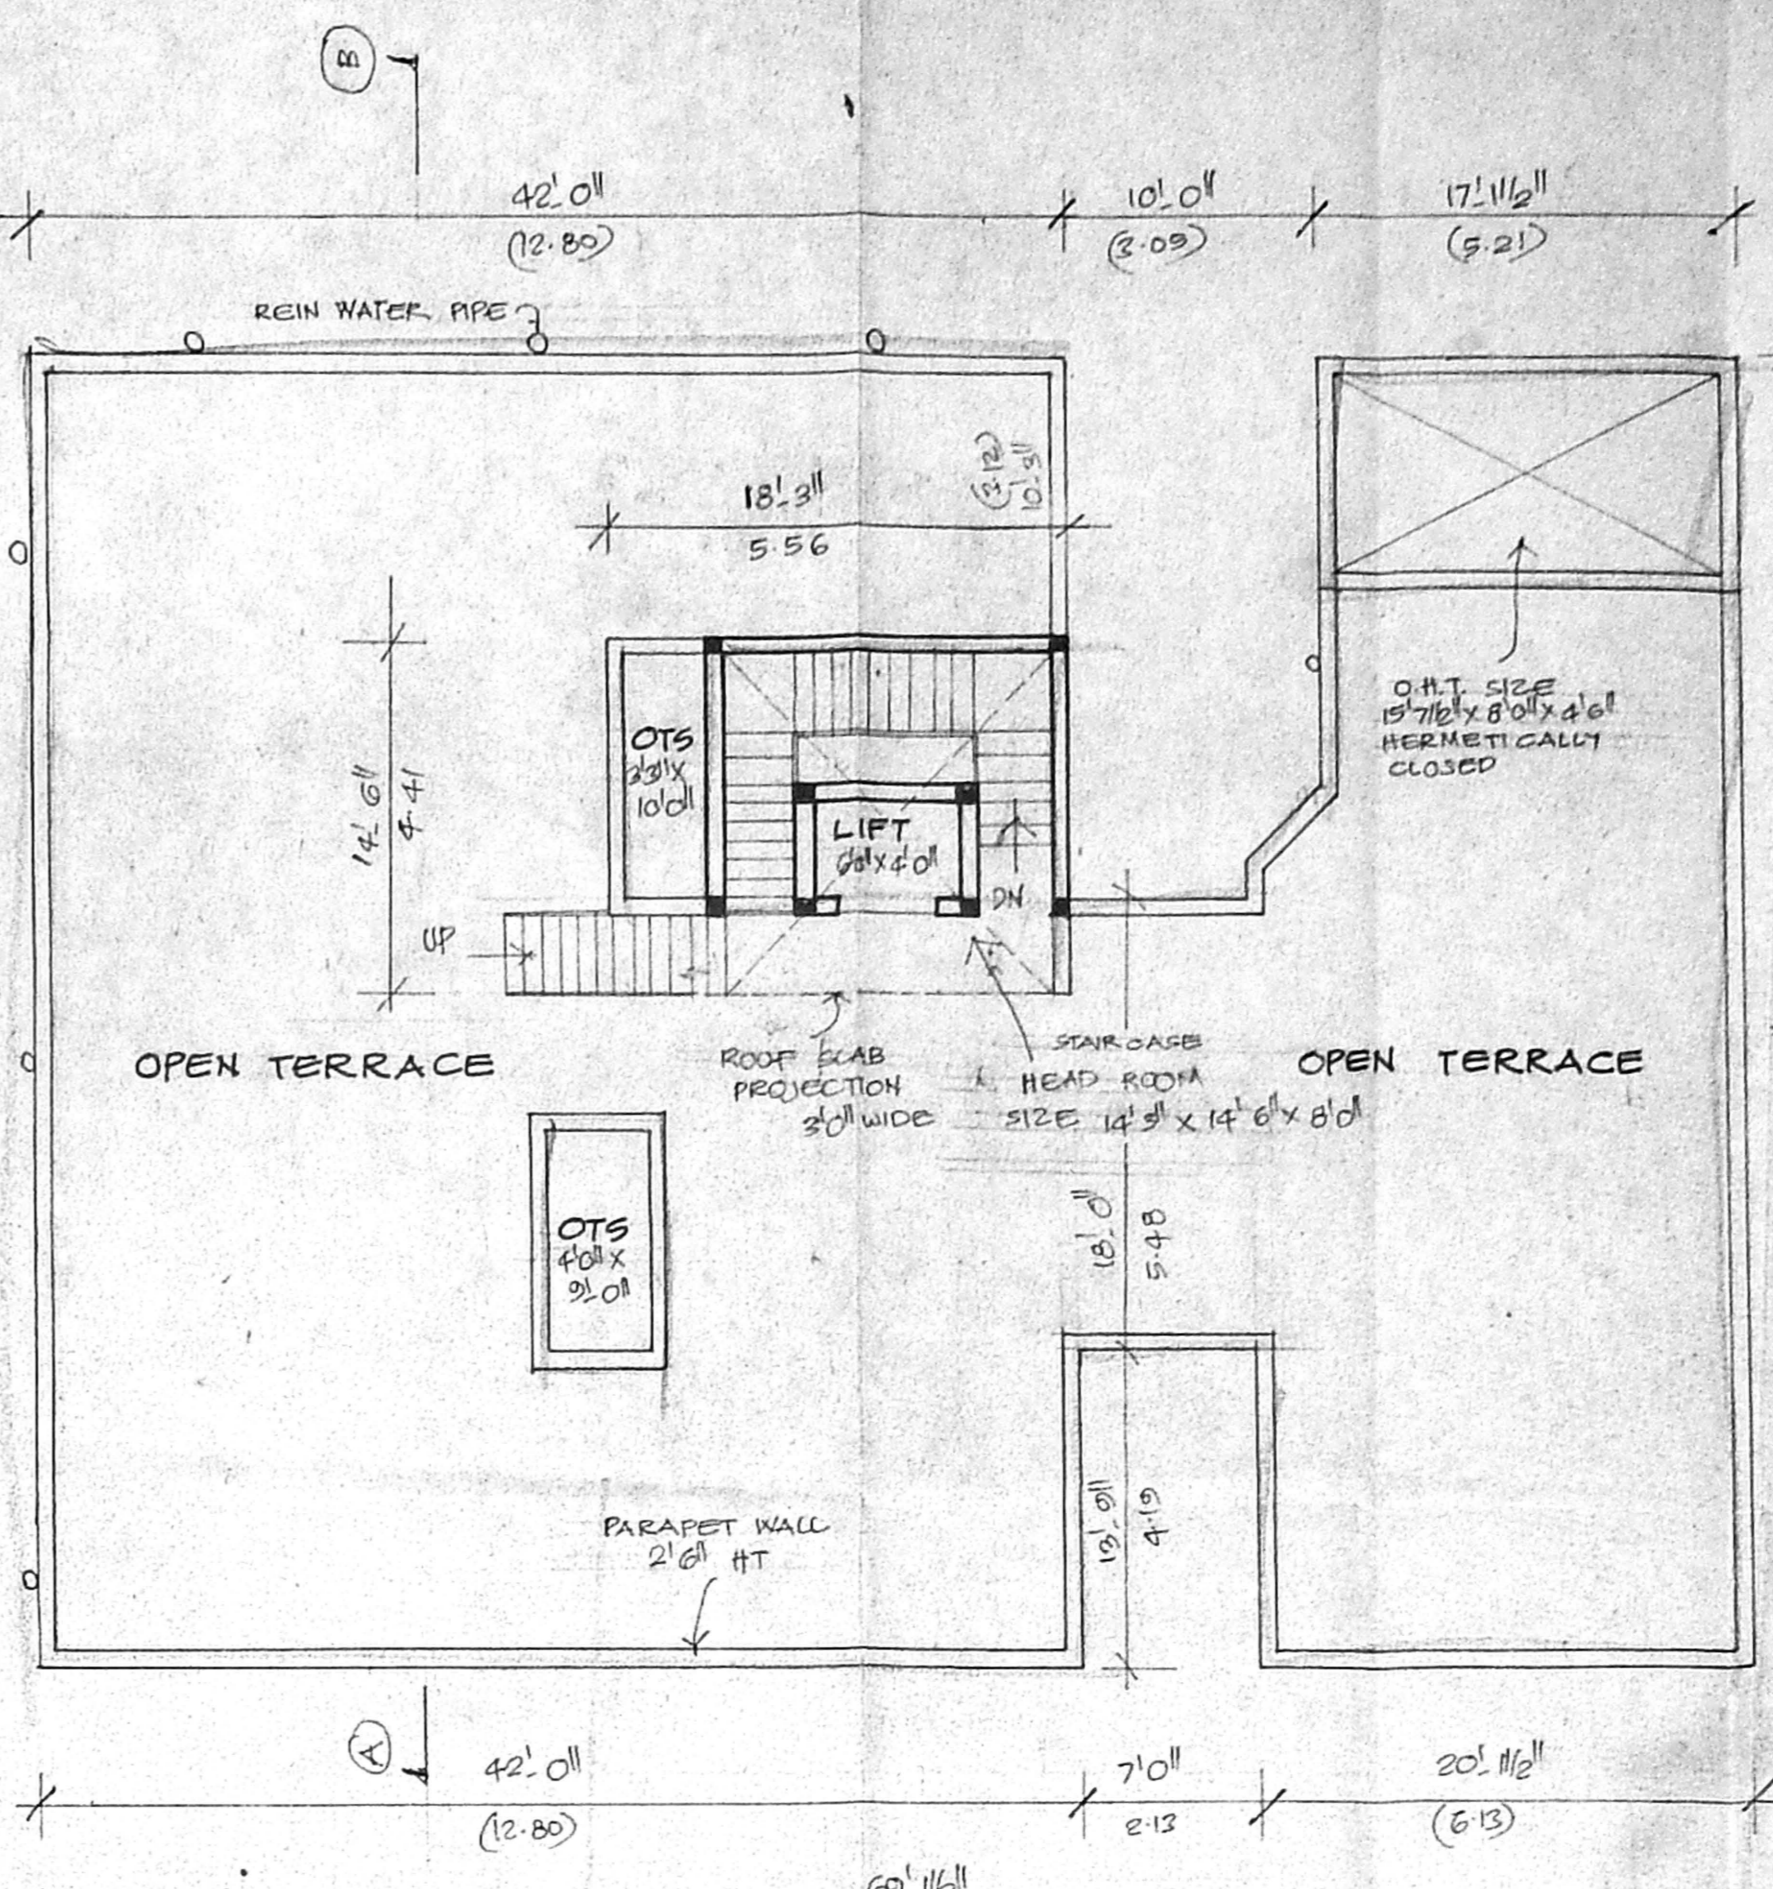 B
42'-0" 10'-0" 17'-1½"
(12.80) (3.09) (5.21)
REIN WATER PIPE
(3.12)
10'-3"
18'-3"
5.56
O.H.T. SIZE
15'7½" X 8'0" X 4'6"
HERMETICALLY
CLOSED
OTS
3'3" X
10'0"
14'-6"
4.41
LIFT
6'0" X 4'0"
DN
UP
ROOF SLAB
PROJECTION
3'0" WIDE
STAIRCASE
HEAD ROOM
SIZE 14'3" X 14'6" X 8'0"
OPEN TERRACE
OPEN TERRACE
OTS
4'0" X
9'-0"
18'-0"
5.48
13'-9"
4.19
PARAPET WALL
2'6" HT
A
42'-0" 7'0" 20'-1½"
(12.80) 2.13 (6.13)